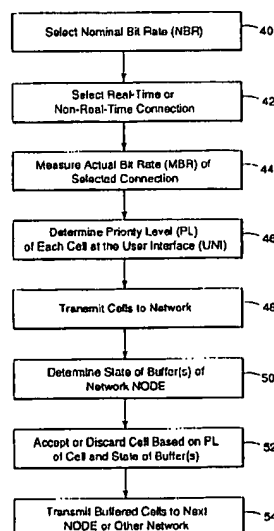 Select Nominal Bit Rate (NBR)
40
Select Real-Time or
Non-Real-Time Connection
42
Measure Actual Bit Rate (MBR) of
Selected Connection
44
Determine Priority Level (PL)
of Each Cell at the User Interface (UNI)
46
Transmit Cells to Network
48
Determine State of Buffer(s) of
Network NODE
50
Accept or Discard Cell Based on PL
of Cell and State of Buffer(s)
52
Transmit Buffered Cells to Next
NODE or Other Network
54